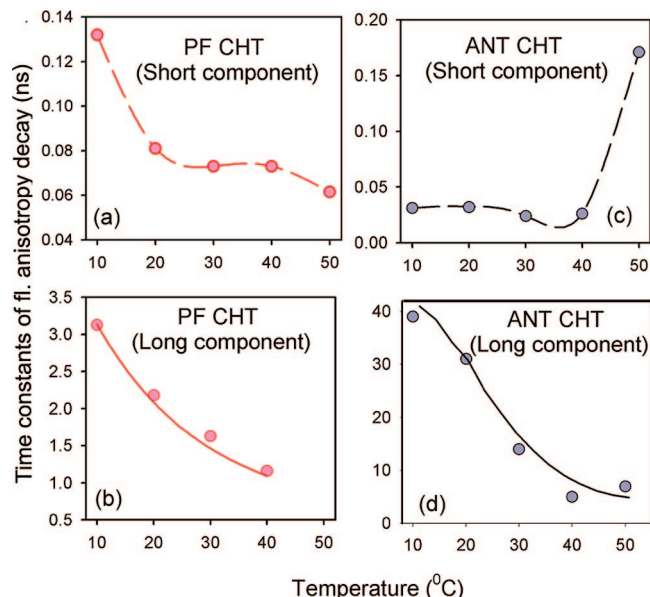 Time constants of fl. anisotropy decay (ns)
0.14
0.12
0.10
0.08
0.06
0.04
PF CHT
(Short component)
(a)
10 20 30 40 50
0.20
0.15
0.10
0.05
0.00
ANT CHT
(Short component)
(c)
10 20 30 40 50
3.5
3.0
2.5
2.0
1.5
1.0
0.5
PF CHT
(Long component)
(b)
10 20 30 40 50
40
30
20
10
0
ANT CHT
(Long component)
(d)
10 20 30 40 50
Temperature (⁰C)